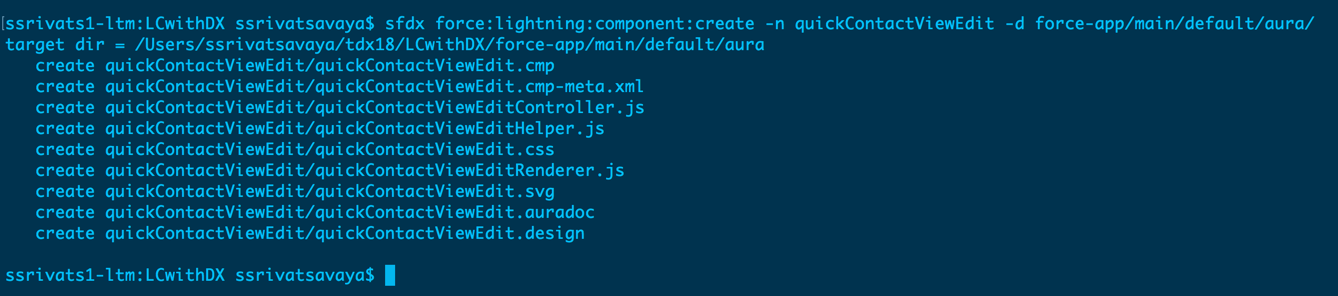 [ssrivats1-ltm:LCwithDX ssrivatsavaya$ sfdx force:lightning:component:create -n quickContactViewEdit -d force-app/main/default/aura/
target dir = /Users/ssrivatsavaya/tdx18/LCwithDX/force-app/main/default/aura
   create quickContactViewEdit/quickContactViewEdit.cmp
   create quickContactViewEdit/quickContactViewEdit.cmp-meta.xml
   create quickContactViewEdit/quickContactViewEditController.js
   create quickContactViewEdit/quickContactViewEditHelper.js
   create quickContactViewEdit/quickContactViewEdit.css
   create quickContactViewEdit/quickContactViewEditRenderer.js
   create quickContactViewEdit/quickContactViewEdit.svg
   create quickContactViewEdit/quickContactViewEdit.auradoc
   create quickContactViewEdit/quickContactViewEdit.design
ssrivats1-ltm:LCwithDX ssrivatsavaya$